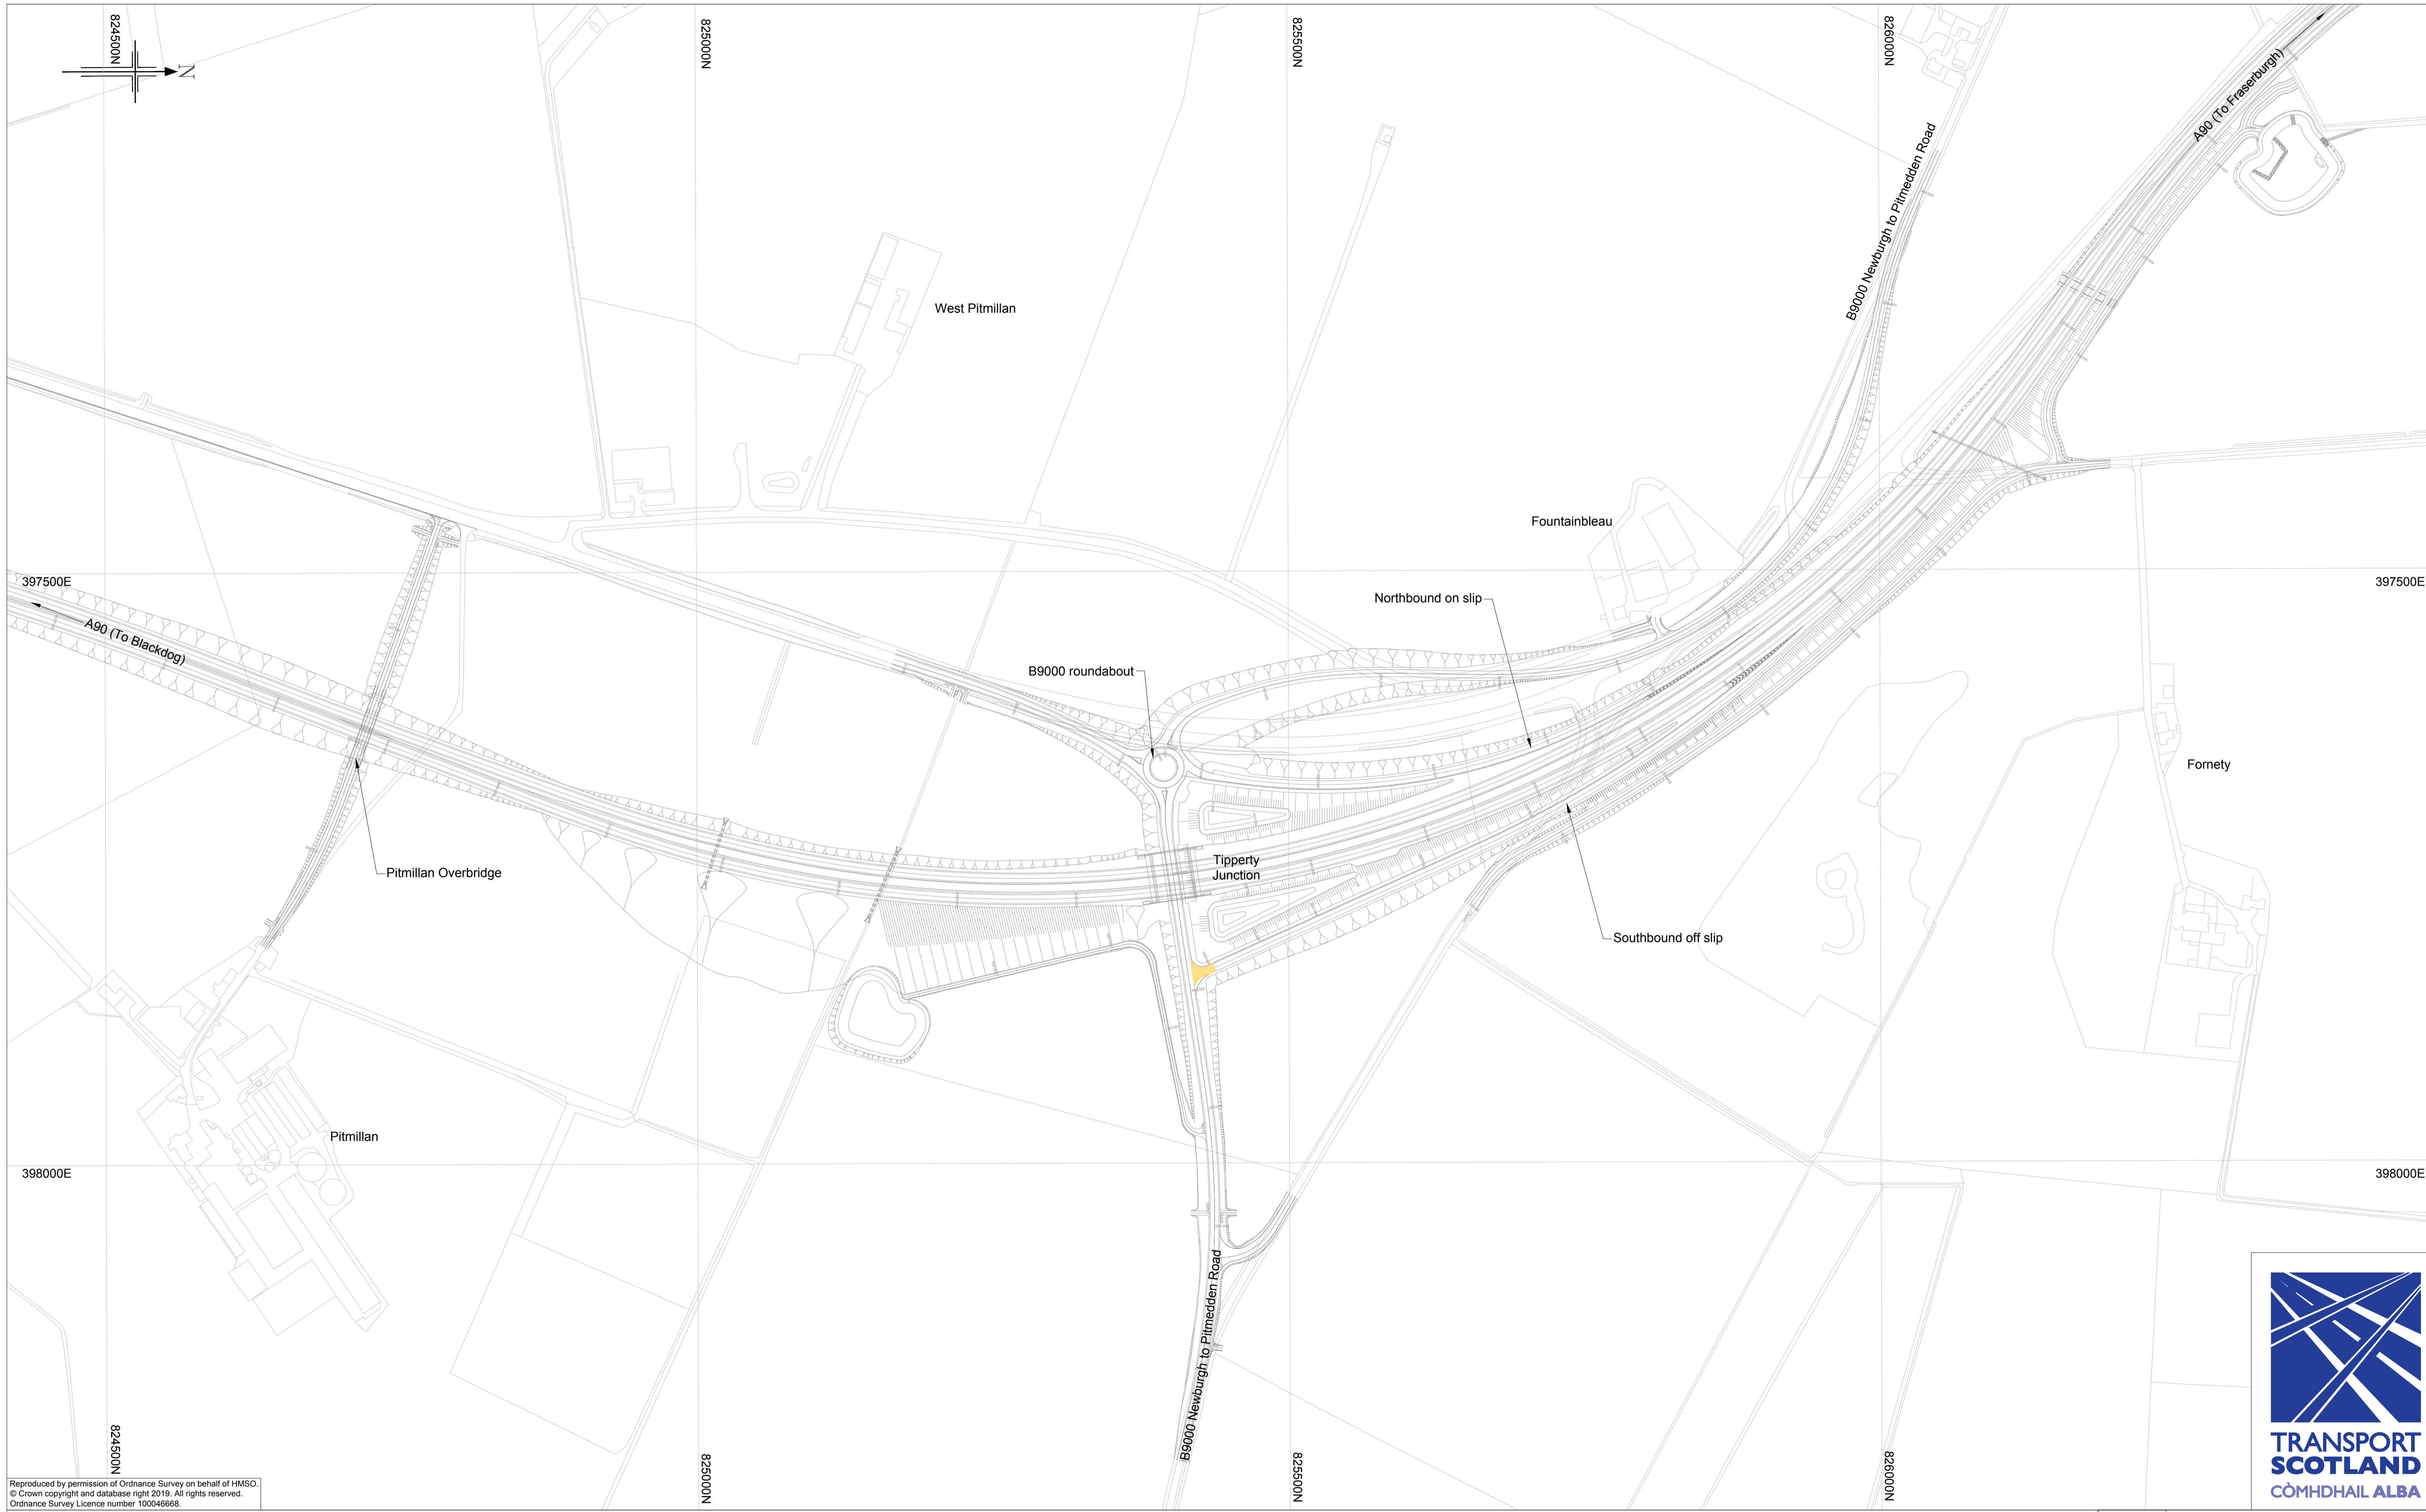 824500N
825000N
825500N
826000N
N
A90 (To Fraserburgh)
B9000 Newburgh to Pitmedden Road
West Pitmillan
Fountainbleau
397500E
397500E
Northbound on slip
A90 (To Blackdog)
B9000 roundabout
Fornety
Tipperty
Junction
Pitmillan Overbridge
Southbound off slip
Pitmillan
398000E
398000E
B9000 Newburgh to Pitmedden Road
824500N
825000N
825500N
826000N
Reproduced by permission of Ordnance Survey on behalf of HMSO.
© Crown copyright and database right 2019. All rights reserved.
Ordnance Survey Licence number 100046668.
TRANSPORT
SCOTLAND
CÒMHDHAIL ALBA